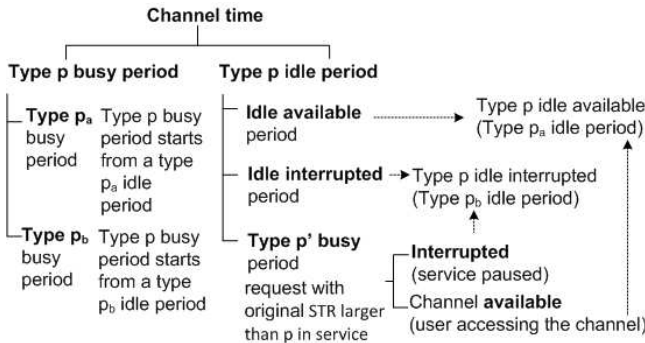 Channel time
Type p busy period
Type p idle period
Type pa busy period
Type p busy period starts from a type pa idle period
Type pb busy period
Type p busy period starts from a type pb idle period
Idle available period
Idle interrupted period
Type p' busy period
request with original STR larger than p in service
Type p idle available
(Type pa idle period)
Type p idle interrupted
(Type pb idle period)
Interrupted
(service paused)
Channel available
(user accessing the channel)